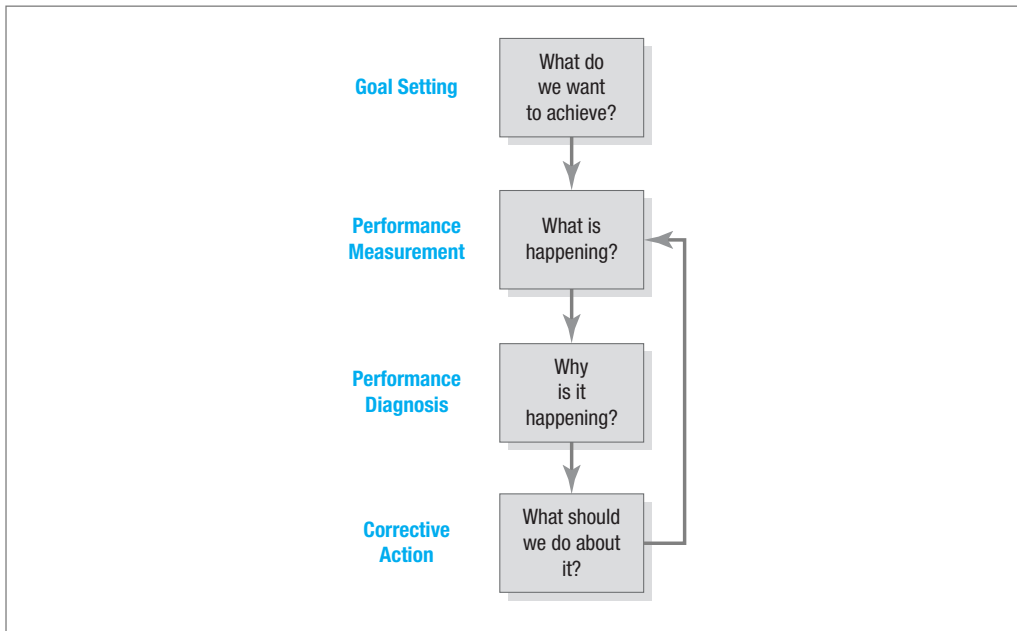 Goal Setting
What do
we want
to achieve?
Performance
Measurement
What is
happening?
Performance
Diagnosis
Why
is it
happening?
Corrective
Action
What should
we do about
it?